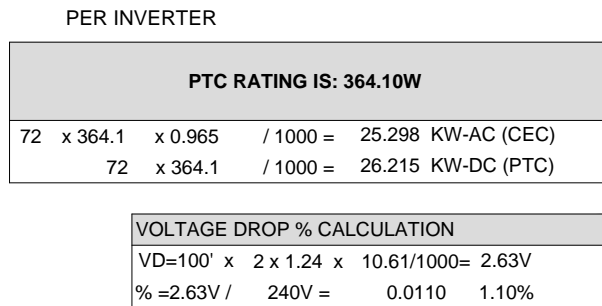 PER INVERTER
PTC RATING IS: 364.10W
72 x 364.1 x 0.965 / 1000 = 25.298 KW-AC (CEC)
72 x 364.1 / 1000 = 26.215 KW-DC (PTC)
VOLTAGE DROP % CALCULATION
VD=100' x 2 x 1.24 x 10.61/1000= 2.63V
% =2.63V / 240V = 0.0110 1.10%